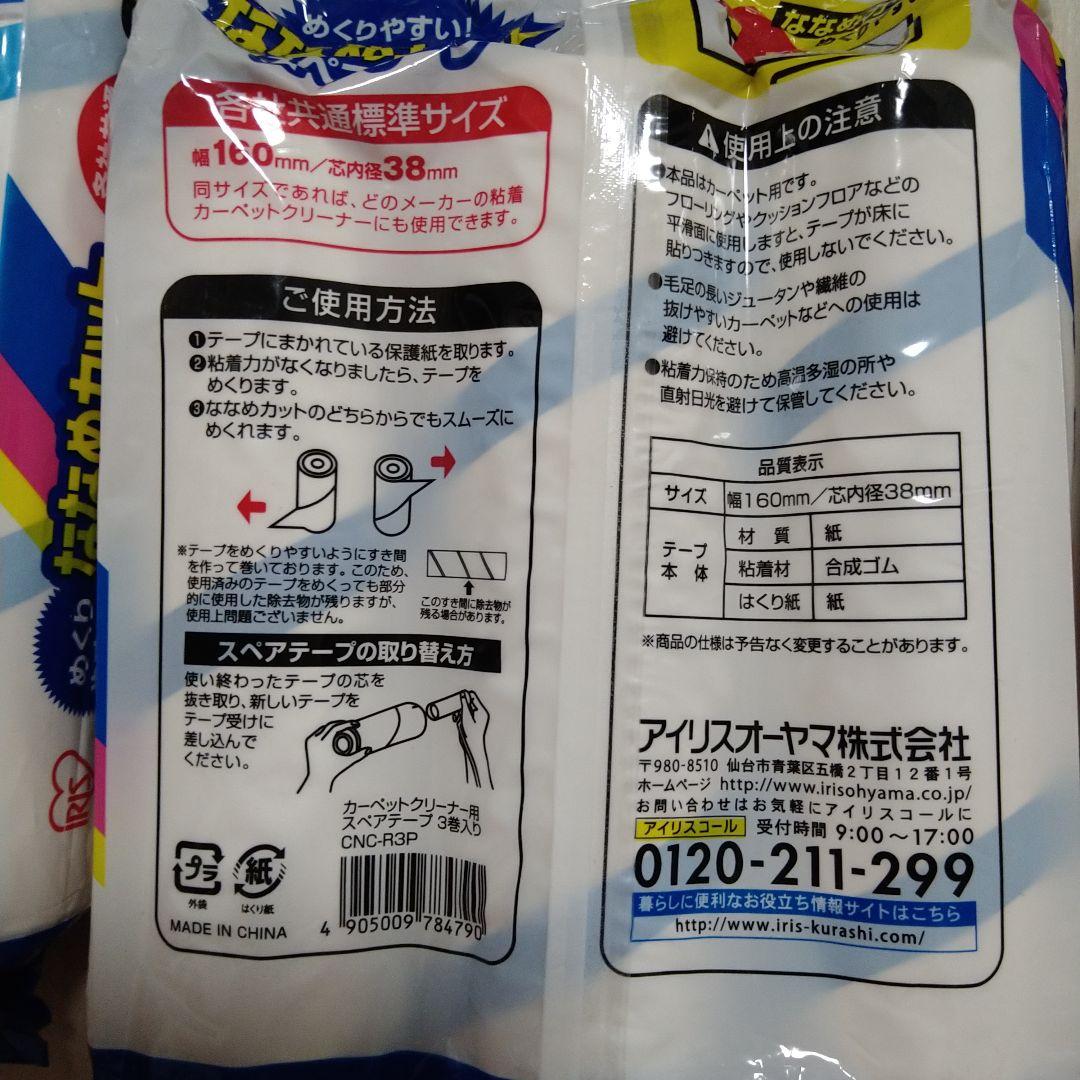 めくりやすい!
各社共通標準サイズ
幅160mm/芯内径38mm
同サイズであれば、どのメーカーの粘着
カーペットクリーナーにも使用できます。
ご使用方法
❶テープにまかれている保護紙を取ります。
❷粘着力がなくなりましたら、テープを
めくります。
❸ななめカットのどちらからでもスムーズに
めくれます。
※テープをめくりやすいようにすき間
を作って巻いております。このため、
使用済みのテープをめくっても部分
的に使用した除去物が残りますが、
使用上問題ございません。
このすき間に除去物が
残る場合があります。
スペアテープの取り替え方
使い終わったテープの芯を
抜き取り、新しいテープを
テープ受けに
差し込んで
ください。
カーペットクリーナー用
スペアテープ 3巻入り
CNC-R3P
プラ
外袋
紙
はくり紙
MADE IN CHINA
4 905009 784790
使用上の注意
●本品はカーペット用です。
フローリングやクッションフロアなどの
平滑面に使用しますと、テープが床に
貼りつきますので、使用しないでください。
●毛足の長いジュータンや繊維の
抜けやすいカーペットなどへの使用は
避けてください。
●粘着力保持のため高温多湿の所や
直射日光を避けて保管してください。
品質表示
サイズ 幅160mm/芯内径38mm
テープ本体
材質 紙
粘着材 合成ゴム
はくり紙 紙
※商品の仕様は予告なく変更することがあります。
アイリスオーヤマ株式会社
〒980-8510 仙台市青葉区五橋2丁目12番1号
ホームページ http://www.irisohyama.co.jp/
お問い合わせはお気軽にアイリスコールに
アイリスコール 受付時間 9:00〜17:00
0120-211-299
暮らしに便利なお役立ち情報サイトはこちら
http://www.iris-kurashi.com/
ななめカット
めくり
IRIS